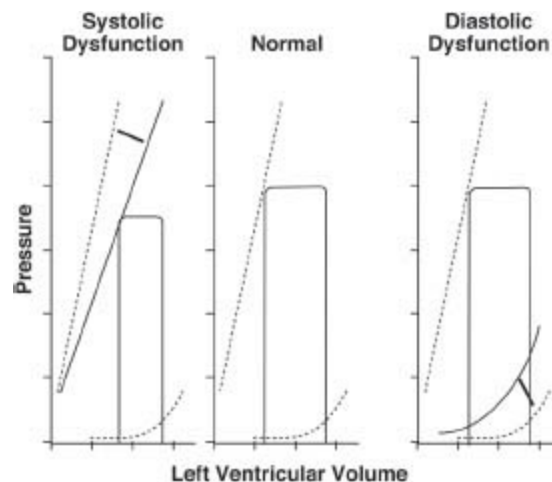 Systolic
Dysfunction
Normal
Diastolic
Dysfunction
Pressure
Left Ventricular Volume